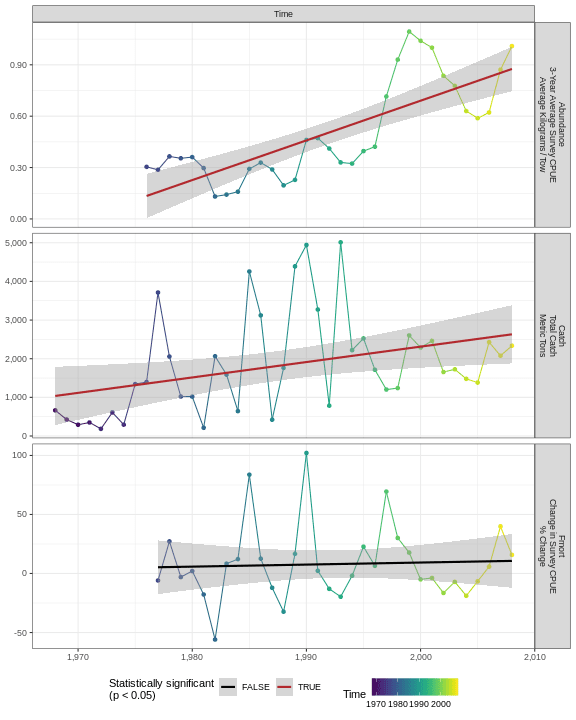 Time
0.90
0.60
0.30
0.00
Abundance
3-Year Average Survey CPUE
Average Kilograms / Tow
5,000
4,000
3,000
2,000
1,000
0
Catch
Total Catch
Metric Tons
100
50
0
-50
Fmort
Change in Survey CPUE
% Change
1,970
1,980
1,990
2,000
2,010
Statistically significant
(p < 0.05)
FALSE
TRUE
Time
1970 1980 1990 2000